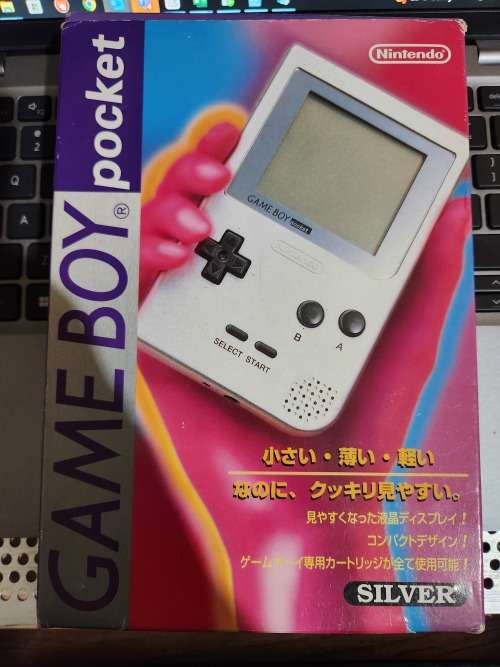 GAME BOY® pocket
Nintendo®
GAME BOY pocket
Nintendo
B A
SELECT START
小さい・薄い・軽い
なのに、クッキリ見やすい。
見やすくなった液晶ディスプレイ!
コンパクトデザイン!
ゲームボーイ専用カートリッジが全て使用可能!
SILVER
Q
A
2